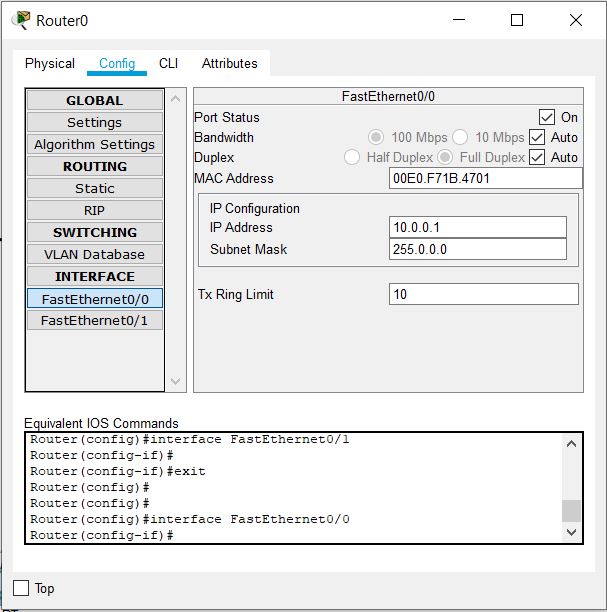 Router0
Physical Config CLI Attributes
GLOBAL
Settings
Algorithm Settings
ROUTING
Static
RIP
SWITCHING
VLAN Database
INTERFACE
FastEthernet0/0
FastEthernet0/1
FastEthernet0/0
Port Status On
Bandwidth 100 Mbps 10 Mbps Auto
Duplex Half Duplex Full Duplex Auto
MAC Address 00E0.F71B.4701
IP Configuration
IP Address 10.0.0.1
Subnet Mask 255.0.0.0
Tx Ring Limit 10
Equivalent IOS Commands
Router(config)#interface FastEthernet0/1
Router(config-if)#
Router(config-if)#exit
Router(config)#
Router(config)#
Router(config)#interface FastEthernet0/0
Router(config-if)#
Top